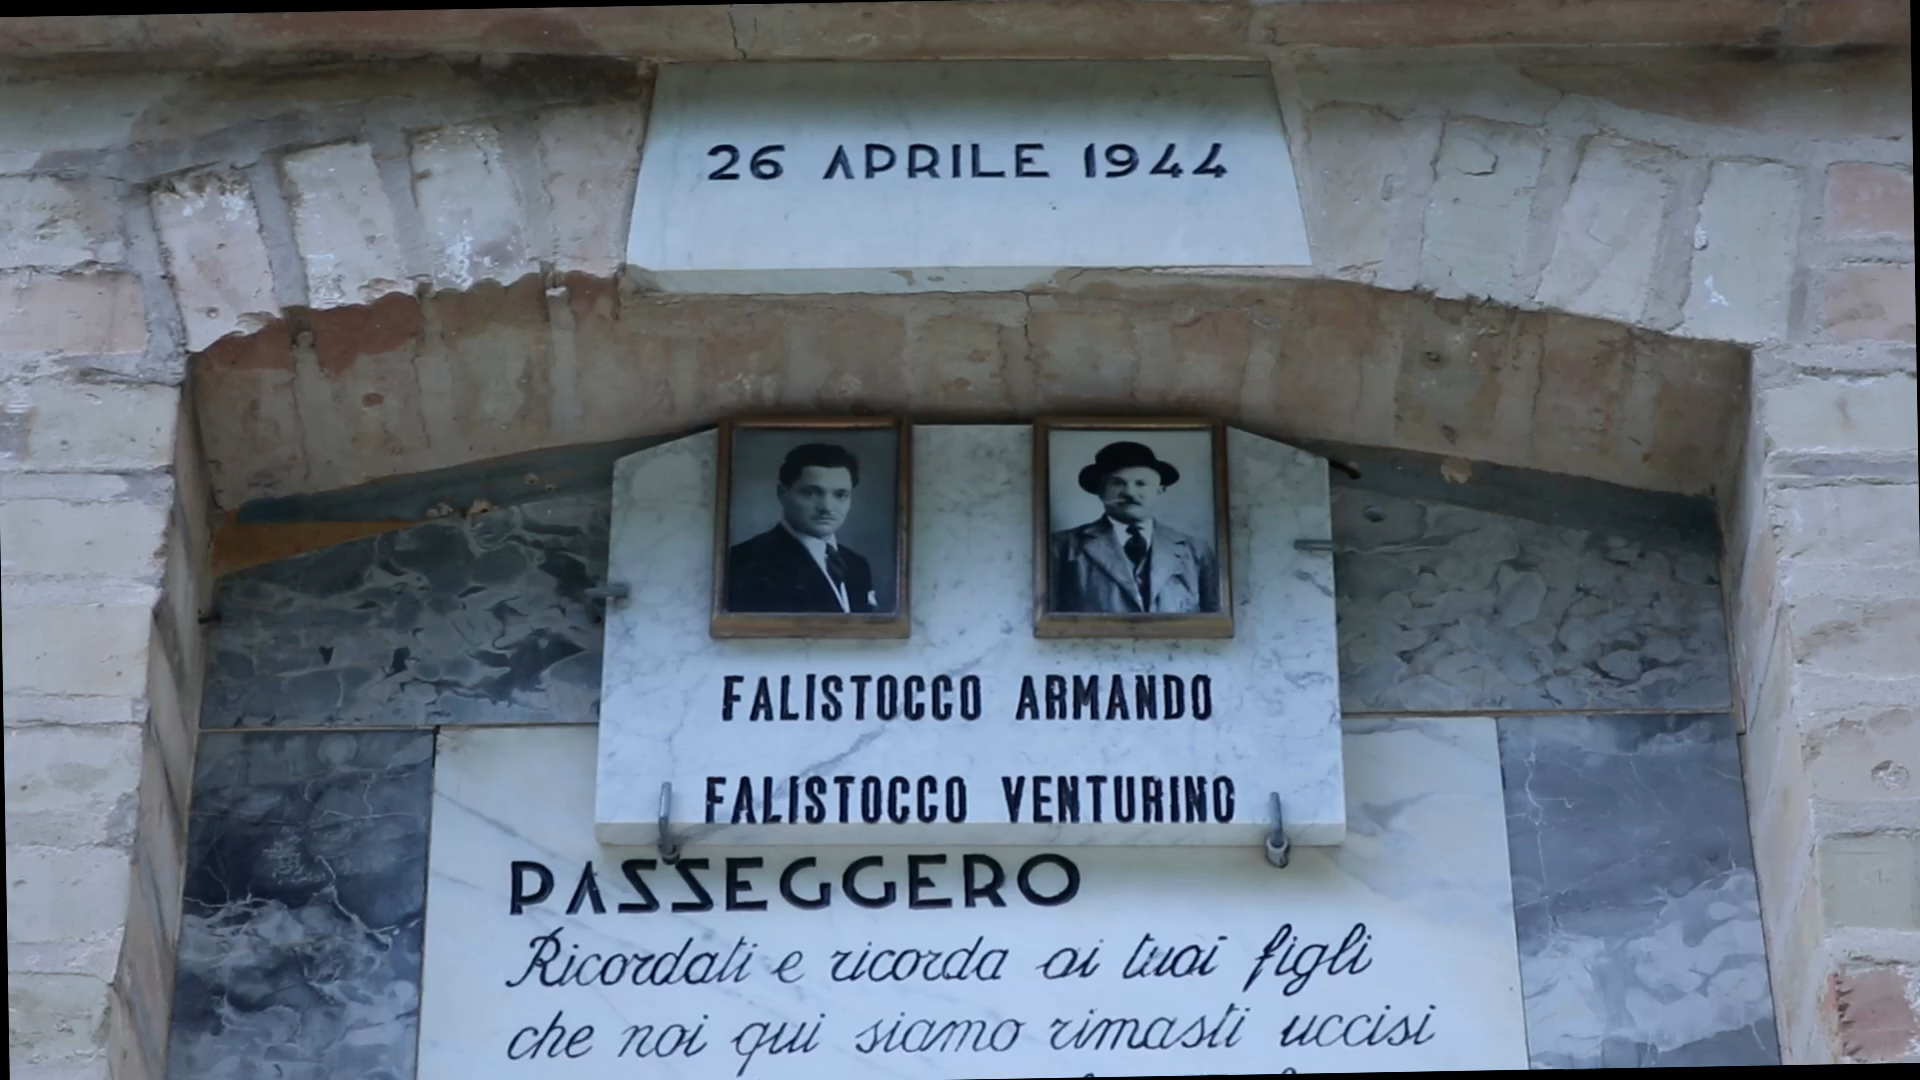 26 APRILE 1944
FALISTOCCO ARMANDO
FALISTOCCO VENTURINO
PASSEGGERO
Ricordati e ricorda ai tuoi figli
che noi qui siamo rimasti uccisi